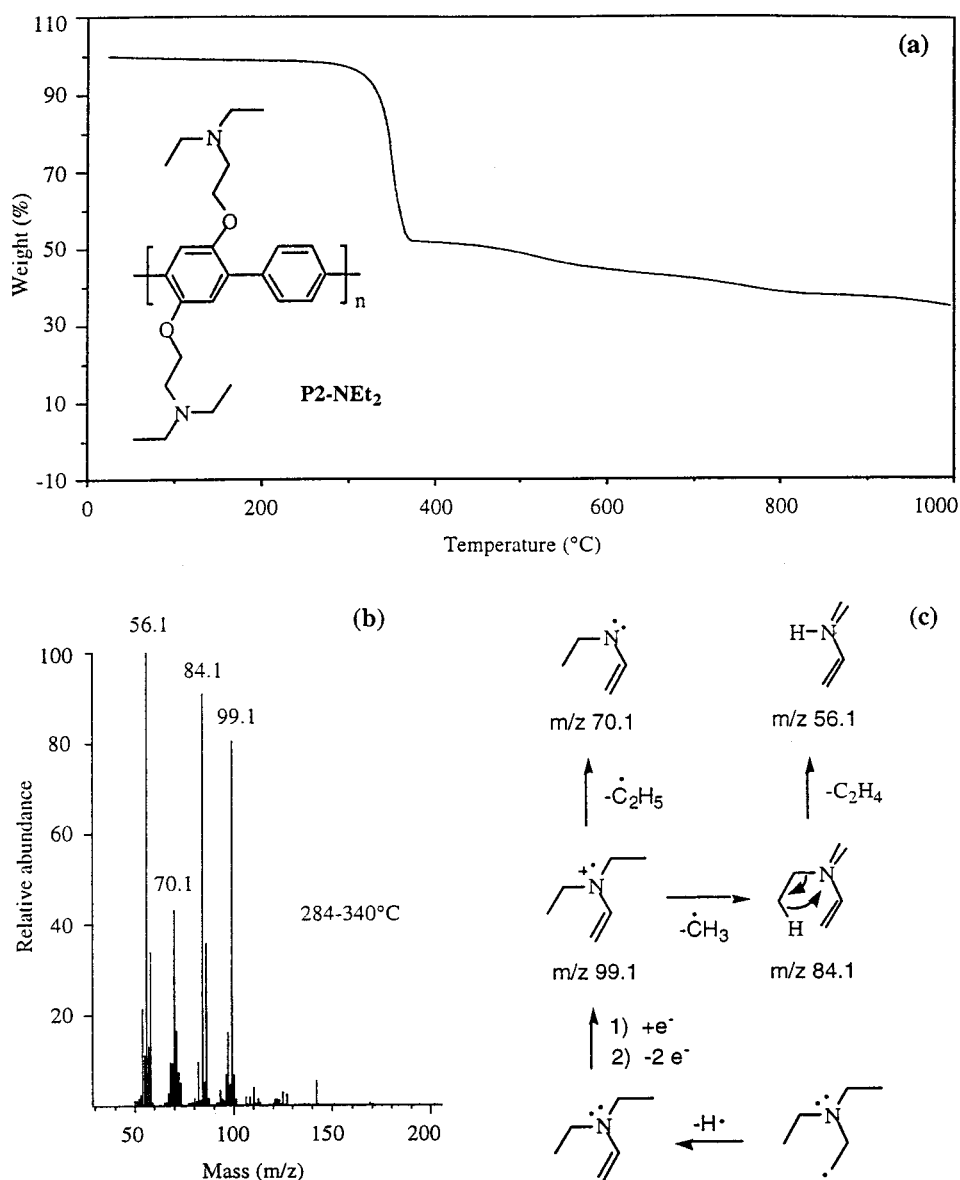 (a)
110
90
70
50
30
10
-10
Weight (%)
0
200
400
600
800
1000
Temperature (°C)
N
O
n
O
N
P2-NEt2
(b)
100
80
60
40
20
Relative abundance
56.1
84.1
99.1
70.1
284-340°C
50
100
150
200
Mass (m/z)
(c)
N
m/z 70.1
H-N
m/z 56.1
-C2H5
-C2H4
+
N
m/z 99.1
-CH3
N
H
m/z 84.1
1) +e-
2) -2 e-
N
-H•
N